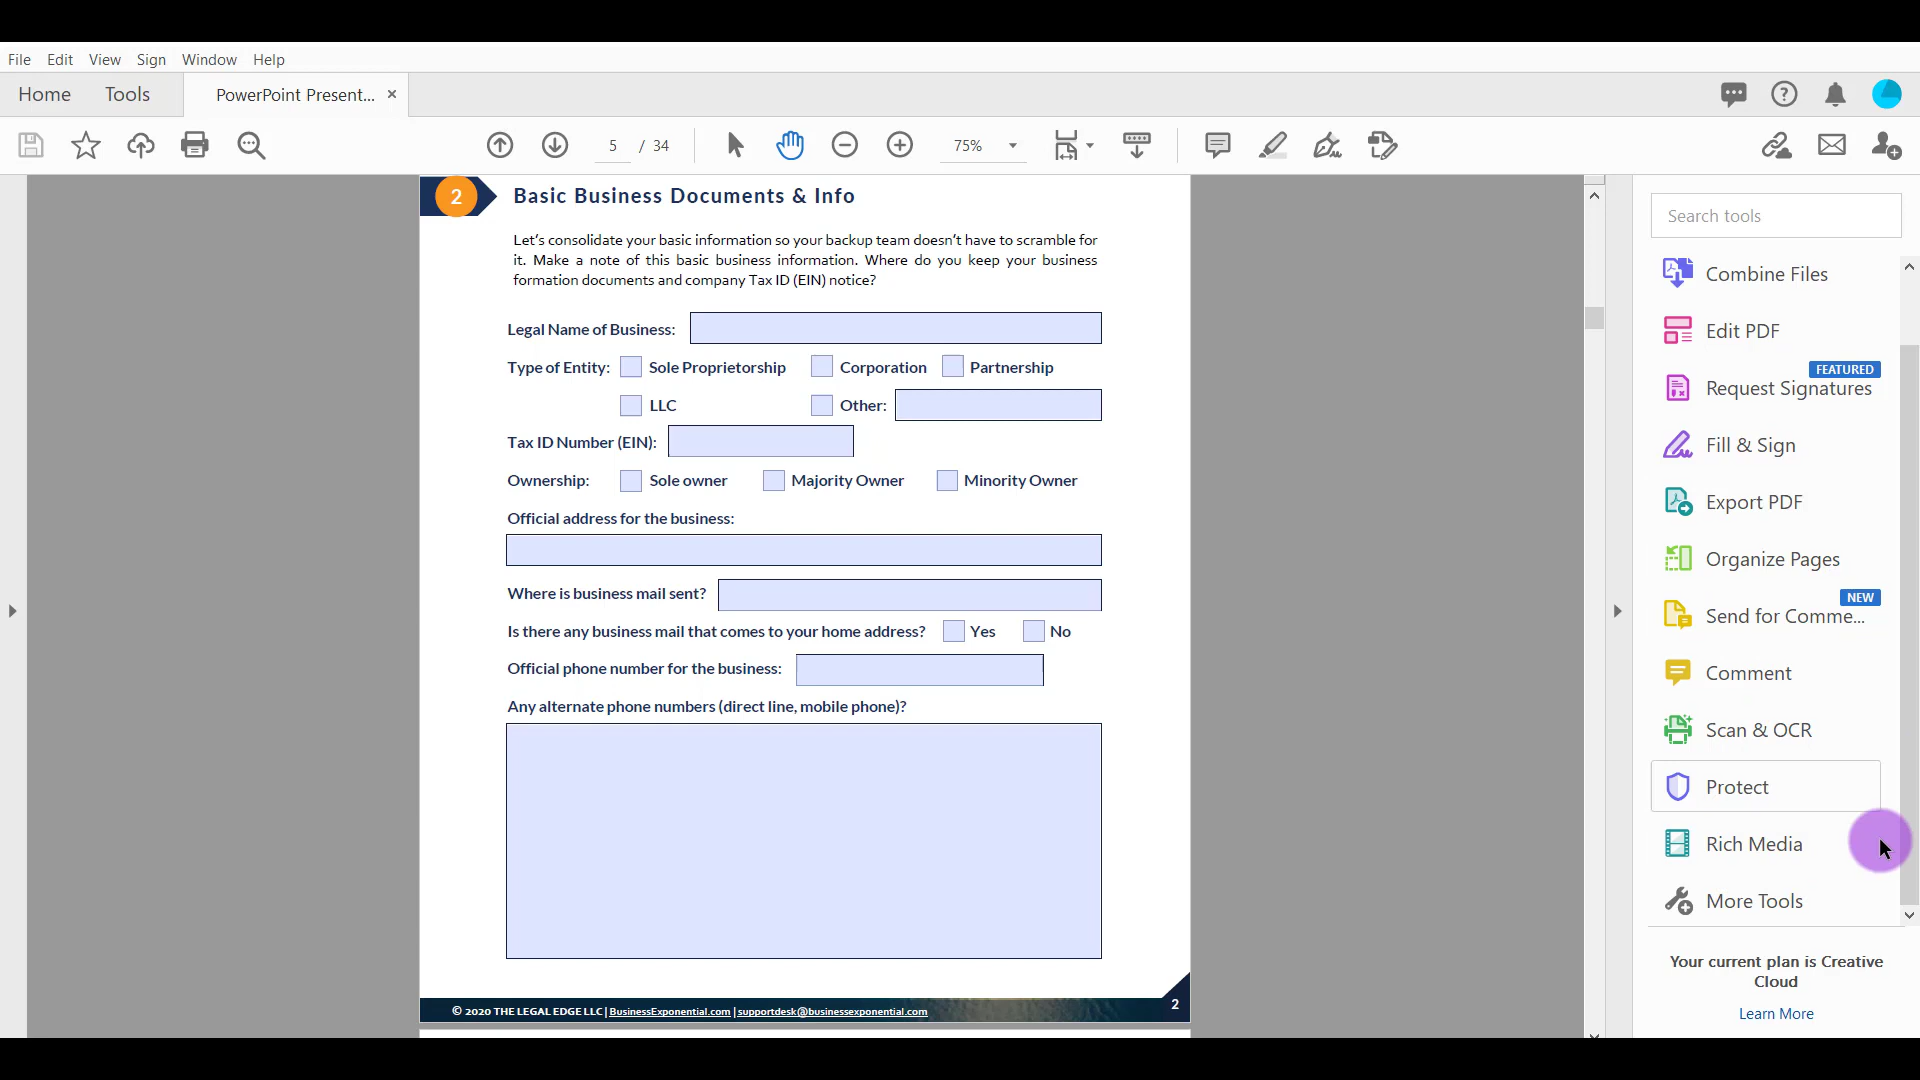 File Edit View Sign Window Help
Home Tools PowerPoint Present... ×
5 / 34 75%
2 Basic Business Documents & Info
Let's consolidate your basic information so your backup team doesn't have to scramble for
it. Make a note of this basic business information. Where do you keep your business
formation documents and company Tax ID (EIN) notice?
Legal Name of Business:
Type of Entity: Sole Proprietorship Corporation Partnership
LLC Other:
Tax ID Number (EIN):
Ownership: Sole owner Majority Owner Minority Owner
Official address for the business:
Where is business mail sent?
Is there any business mail that comes to your home address? Yes No
Official phone number for the business:
Any alternate phone numbers (direct line, mobile phone)?
© 2020 THE LEGAL EDGE LLC | BusinessExponential.com | supportdesk@businessexponential.com
2
Search tools
Combine Files
Edit PDF
FEATURED
Request Signatures
Fill & Sign
Export PDF
Organize Pages
NEW
Send for Comme...
Comment
Scan & OCR
Protect
Rich Media
More Tools
Your current plan is Creative
Cloud
Learn More